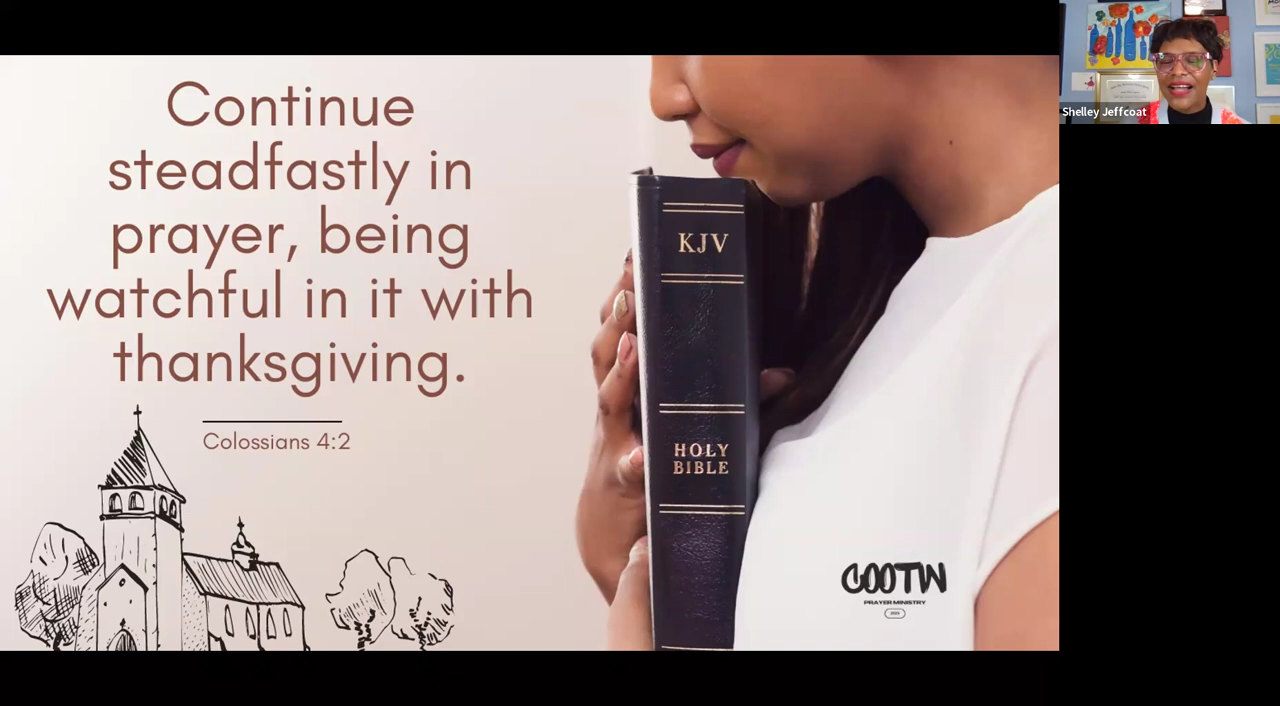 Continue
steadfastly in
prayer, being
watchful in it with
thanksgiving.
Colossians 4:2
KJV
HOLY
BIBLE
COOTW
PRAYER MINISTRY
Shelley Jeffcoat